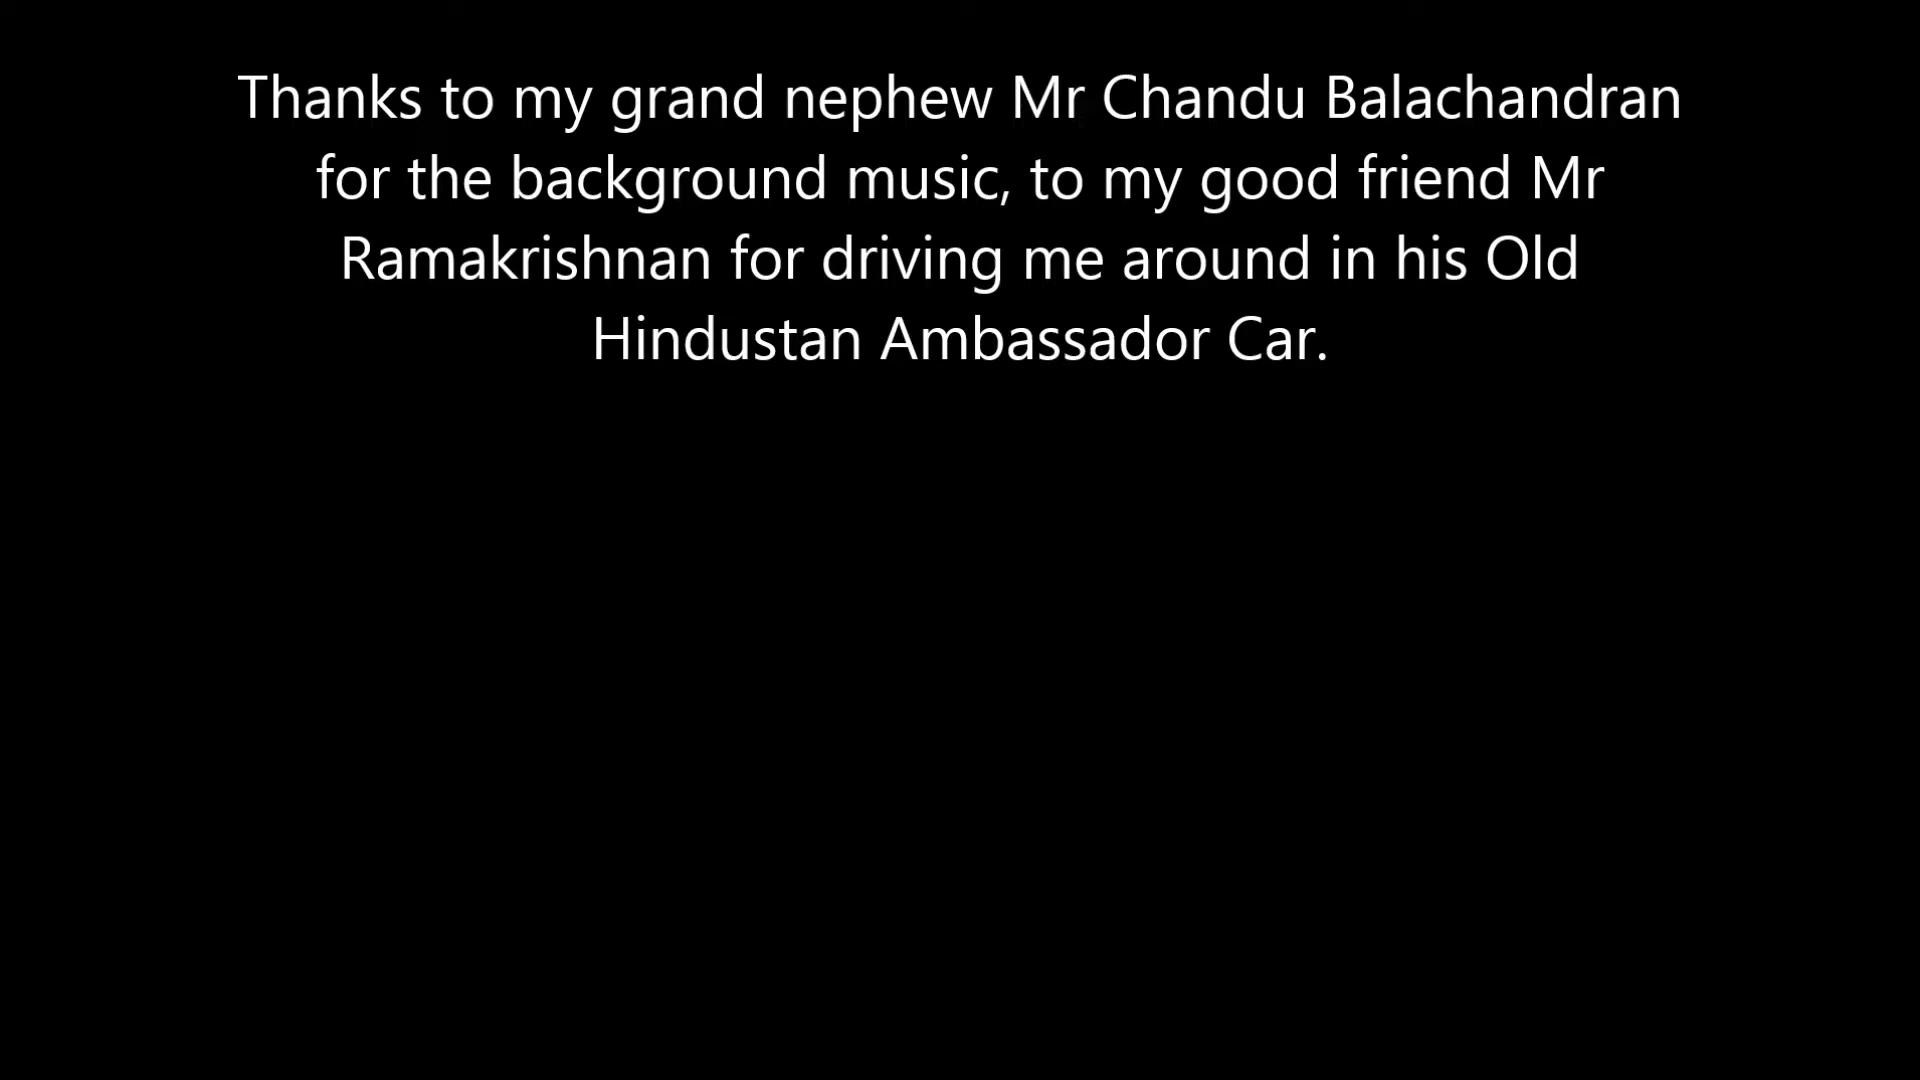 Thanks to my grand nephew Mr Chandu Balachandran
for the background music, to my good friend Mr
Ramakrishnan for driving me around in his Old
Hindustan Ambassador Car.